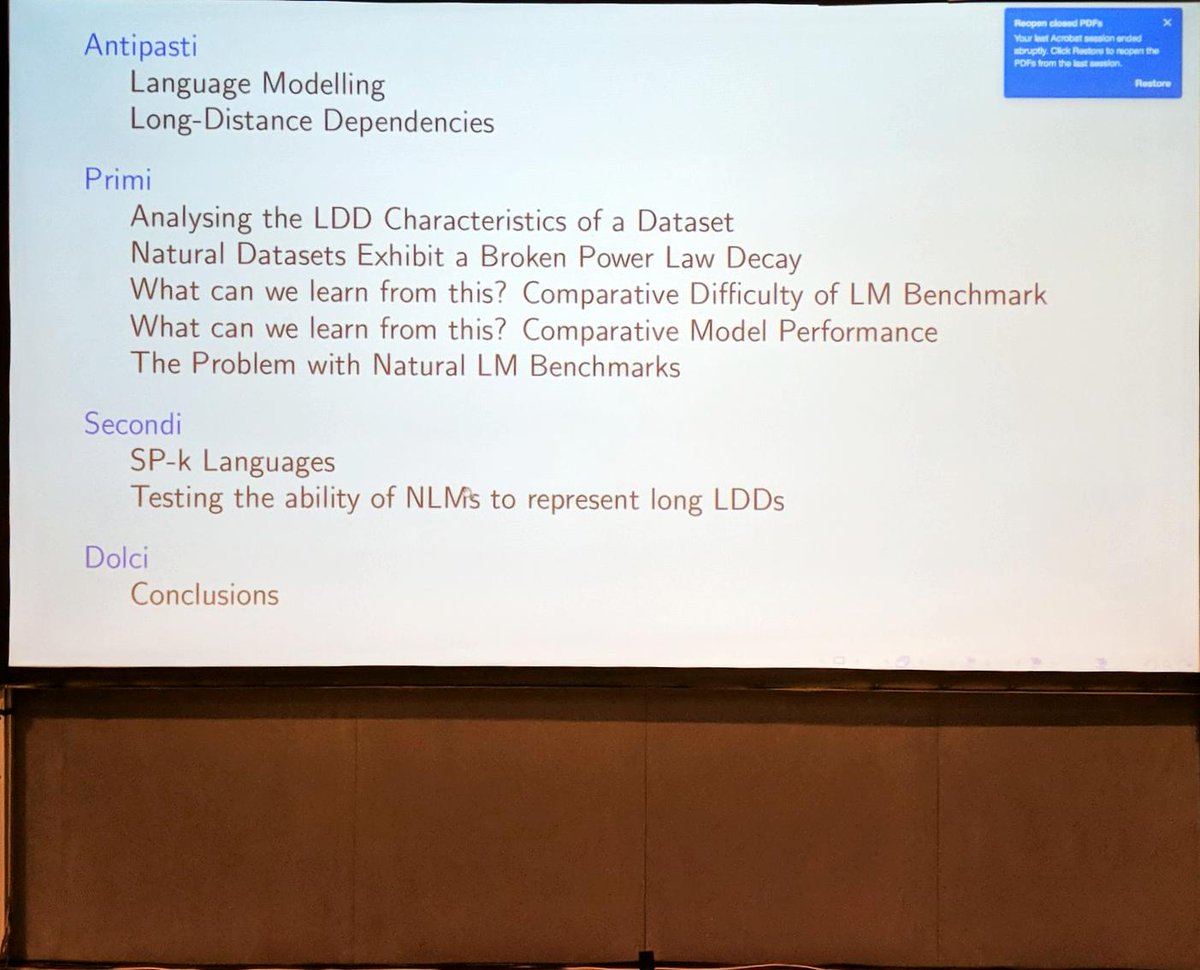 Antipasti
Language Modelling
Long-Distance Dependencies
Primi
Analysing the LDD Characteristics of a Dataset
Natural Datasets Exhibit a Broken Power Law Decay
What can we learn from this? Comparative Difficulty of LM Benchmark
What can we learn from this? Comparative Model Performance
The Problem with Natural LM Benchmarks
Secondi
SP-k Languages
Testing the ability of NLMs to represent long LDDs
Dolci
Conclusions
Reopen closed PDFs
Your last Acrobat session ended
abruptly. Click Restore to reopen the
PDFs from the last session.
Restore